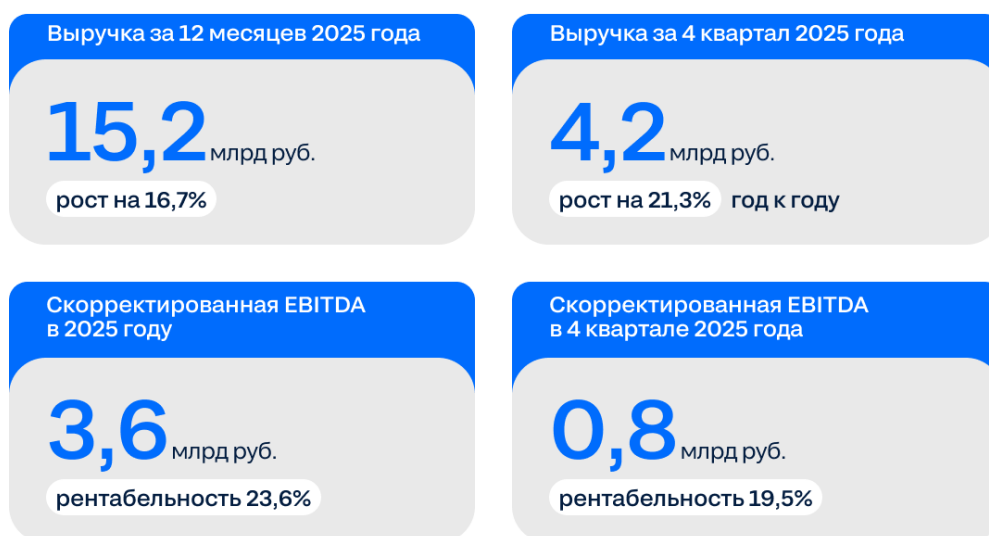 Выручка за 12 месяцев 2025 года
15,2 млрд руб.
рост на 16,7%
Выручка за 4 квартал 2025 года
4,2 млрд руб.
рост на 21,3% год к году
Скорректированная EBITDA
в 2025 году
3,6 млрд руб.
рентабельность 23,6%
Скорректированная EBITDA
в 4 квартале 2025 года
0,8 млрд руб.
рентабельность 19,5%